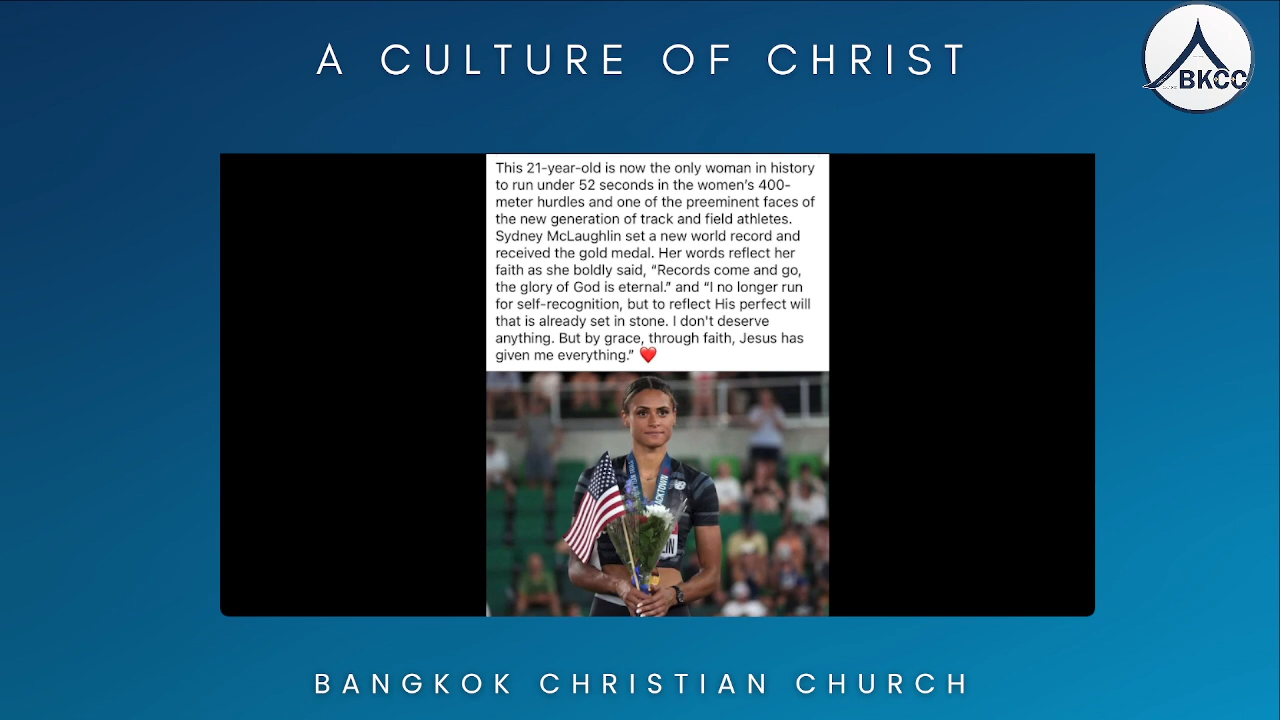 A CULTURE OF CHRIST
BKCC
This 21-year-old is now the only woman in history
to run under 52 seconds in the women’s 400-
meter hurdles and one of the preeminent faces of
the new generation of track and field athletes.
Sydney McLaughlin set a new world record and
received the gold medal. Her words reflect her
faith as she boldly said, “Records come and go,
the glory of God is eternal.” and “I no longer run
for self-recognition, but to reflect His perfect will
that is already set in stone. I don't deserve
anything. But by grace, through faith, Jesus has
given me everything.” ❤️
BANGKOK CHRISTIAN CHURCH